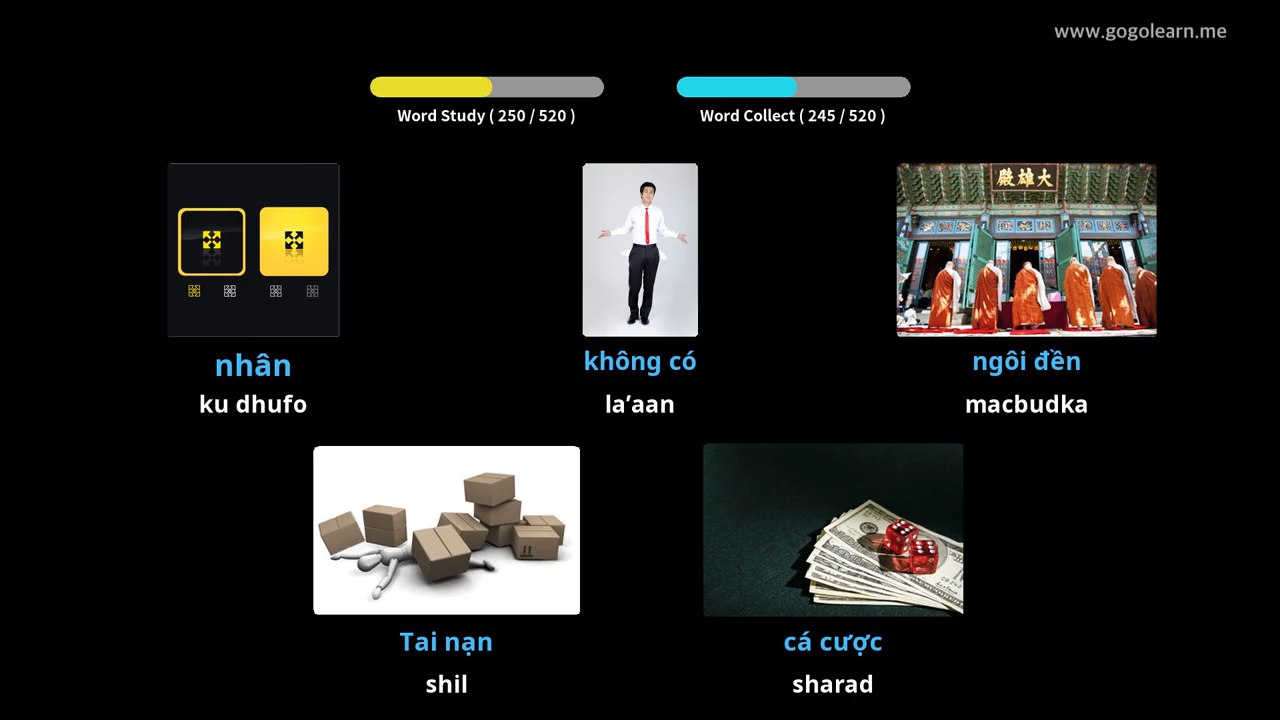 www.gogolearn.me
Word Study ( 250 / 520 )
Word Collect ( 245 / 520 )
殿雄大
nhân
không có
ngôi đền
ku dhufo
la’aan
macbudka
Tai nạn
cá cược
shil
sharad